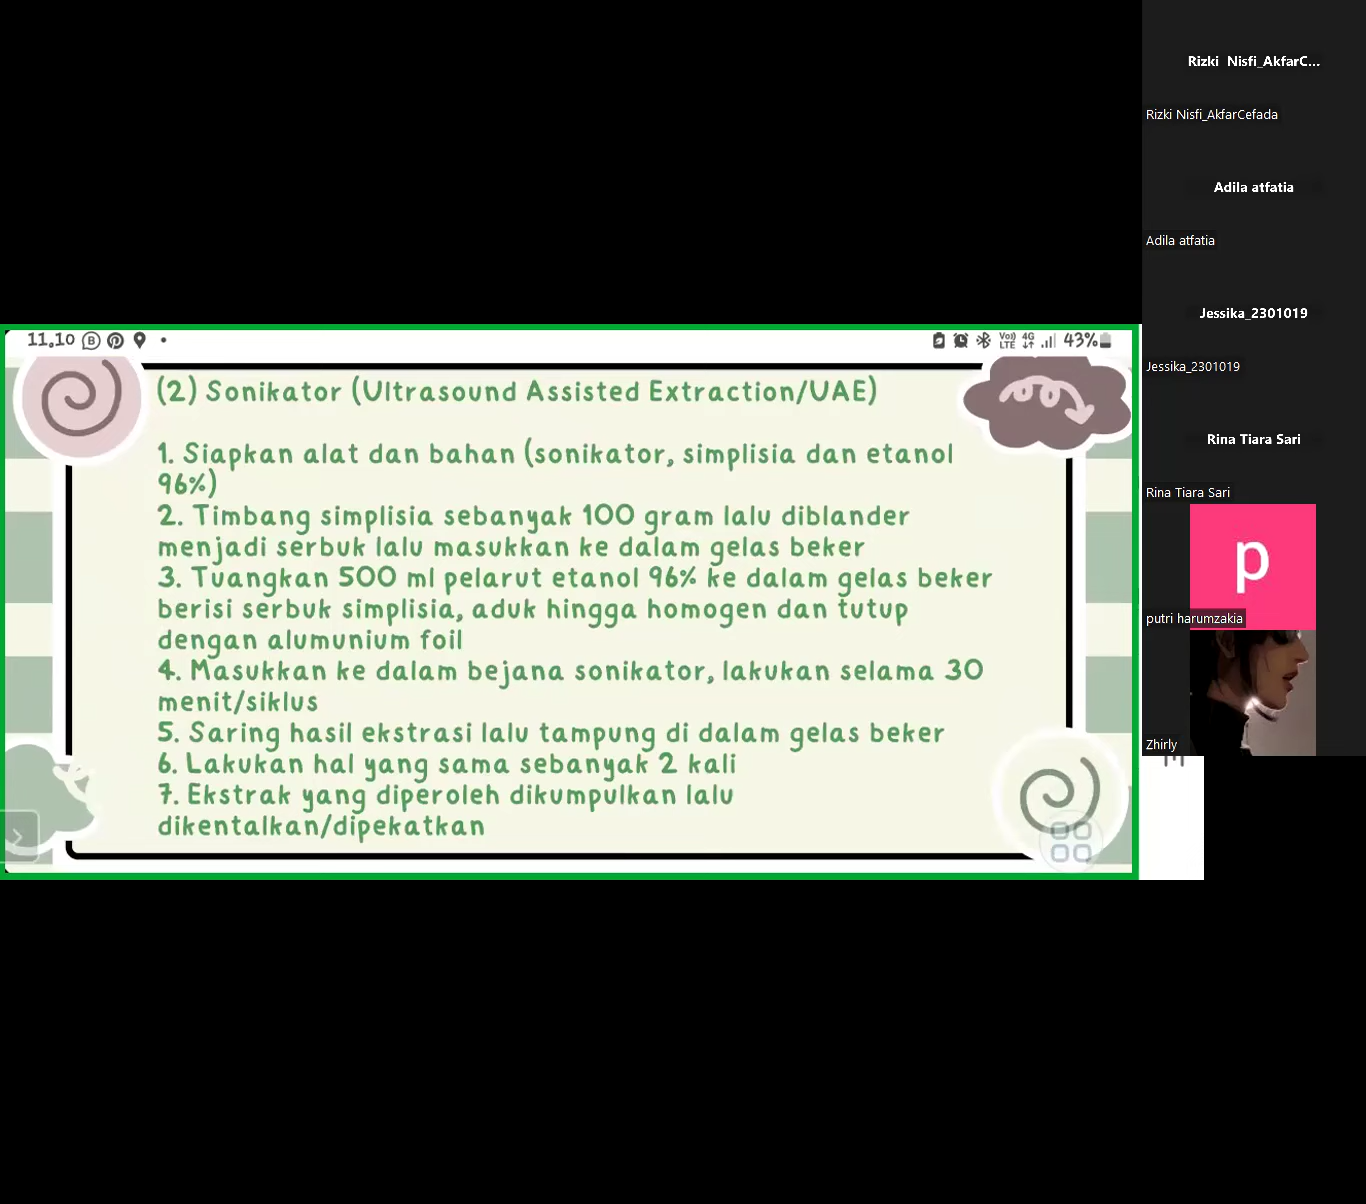 11.10
Vo))
LTE
4G
43%
(2) Sonikator (Ultrasound Assisted Extraction/UAE)
1. Siapkan alat dan bahan (sonikator, simplisia dan etanol
96%)
2. Timbang simplisia sebanyak 100 gram lalu diblander
menjadi serbuk lalu masukkan ke dalam gelas beker
3. Tuangkan 500 ml pelarut etanol 96% ke dalam gelas beker
berisi serbuk simplisia, aduk hingga homogen dan tutup
dengan alumunium foil
4. Masukkan ke dalam bejana sonikator, lakukan selama 30
menit/siklus
5. Saring hasil ekstrasi lalu tampung di dalam gelas beker
6. Lakukan hal yang sama sebanyak 2 kali
7. Ekstrak yang diperoleh dikumpulkan lalu
dikentalkan/dipekatkan
Rizki Nisfi_AkfarC...
Rizki Nisfi_AkfarCefada
Adila atfatia
Adila atfatia
Jessika_2301019
Jessika_2301019
Rina Tiara Sari
Rina Tiara Sari
p
putri harumzakia
Zhirly